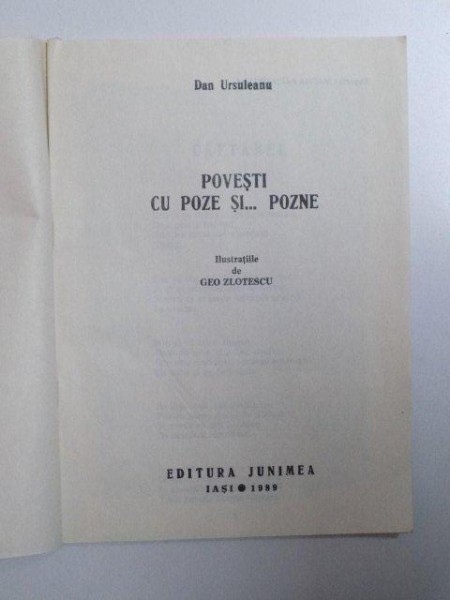 Dan Ursuleanu
POVEȘTI
CU POZE ȘI... POZNE
Ilustrațiile
de
GEO ZLOTESCU
EDITURA JUNIMEA
IAȘI ● 1989